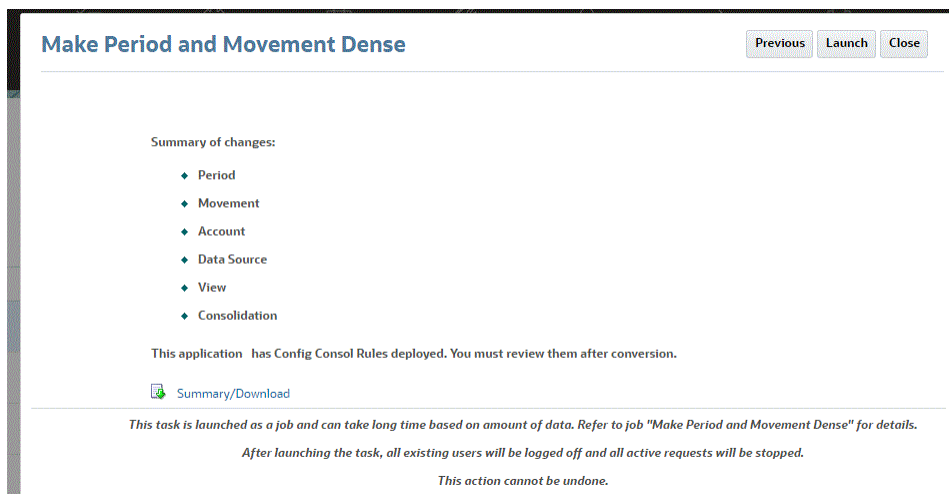 Make Period and Movement Dense
Previous Launch Close
Summary of changes:
Period
Movement
Account
Data Source
View
Consolidation
This application has Config Consol Rules deployed. You must review them after conversion.
Summary/Download
This task is launched as a job and can take long time based on amount of data. Refer to job "Make Period and Movement Dense" for details.
After launching the task, all existing users will be logged off and all active requests will be stopped.
This action cannot be undone.